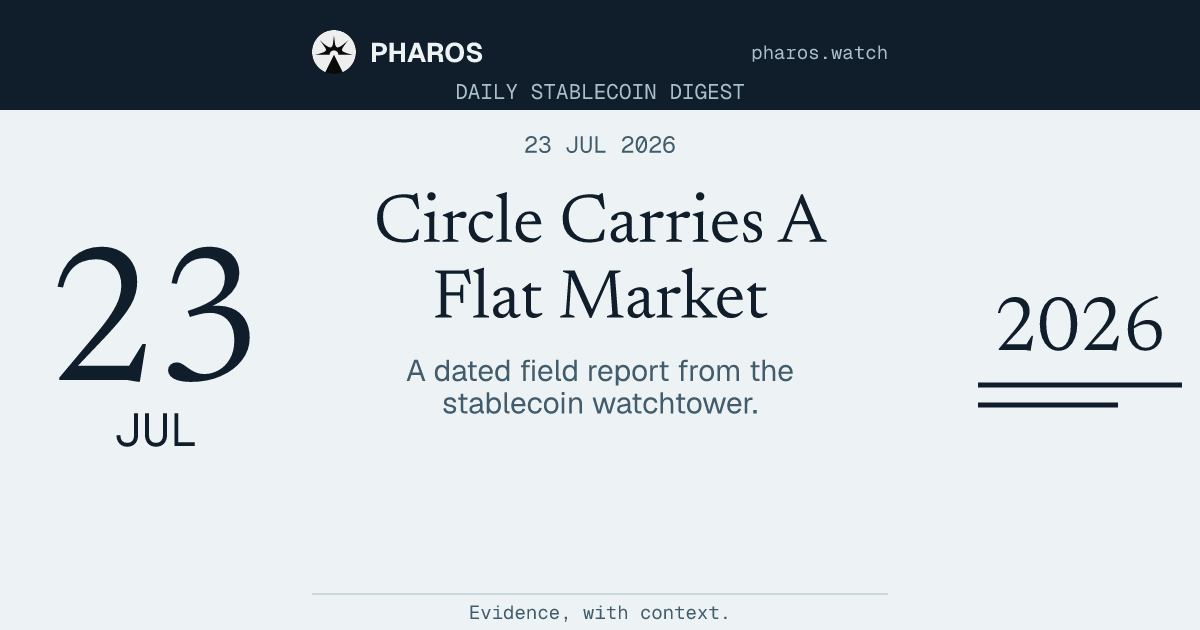 PHAROS
pharos.watch
DAILY STABLECOIN DIGEST
23 JUL 2026
Circle Carries A
Flat Market
A dated field report from the
stablecoin watchtower.
23
JUL
2026
Evidence, with context.